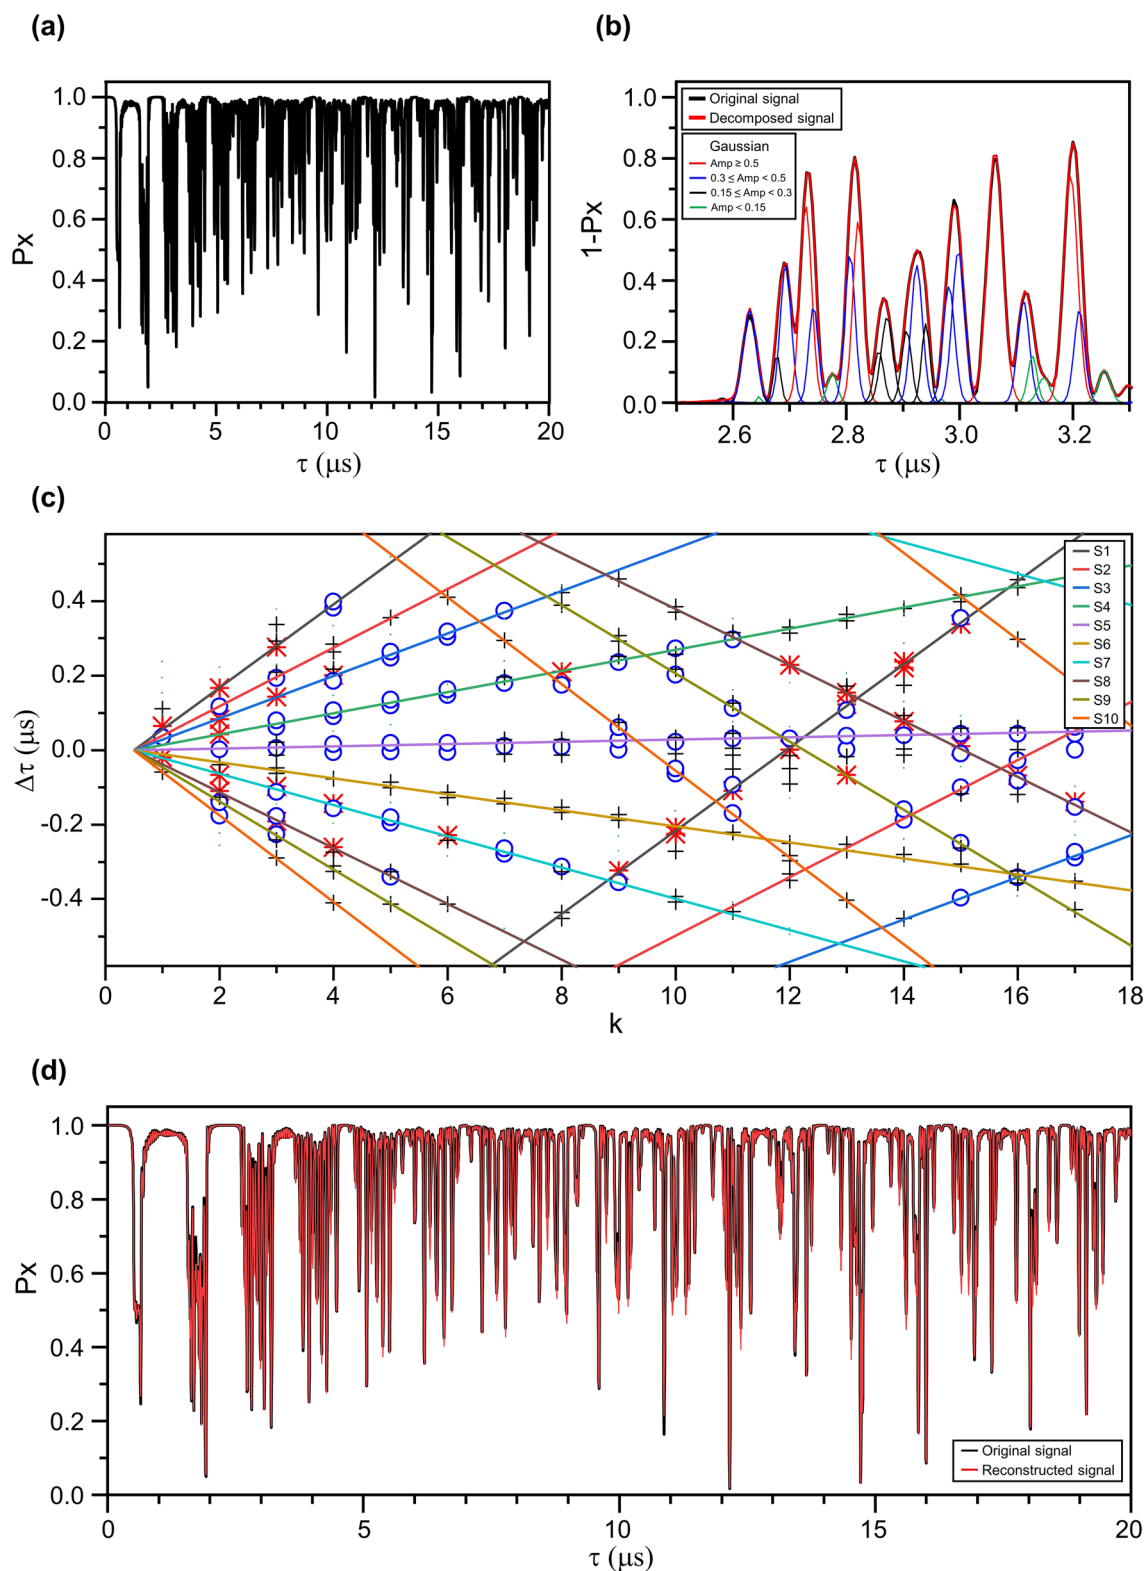 (a)
1.0
0.8
0.6
0.4
0.2
0.0
Px
0 5 10 15 20
τ (μs)
(b)
Original signal
Decomposed signal
Gaussian
Amp ≥ 0.5
0.3 ≤ Amp < 0.5
0.15 ≤ Amp < 0.3
Amp < 0.15
1.0
0.8
0.6
0.4
0.2
0.0
1-Px
2.6 2.8 3.0 3.2
τ (μs)
(c)
0.4
0.2
0.0
-0.2
-0.4
Δτ (μs)
S1
S2
S3
S4
S5
S6
S7
S8
S9
S10
0 2 4 6 8 10 12 14 16 18
k
(d)
1.0
0.8
0.6
0.4
0.2
0.0
Px
Original signal
Reconstructed signal
0 5 10 15 20
τ (μs)